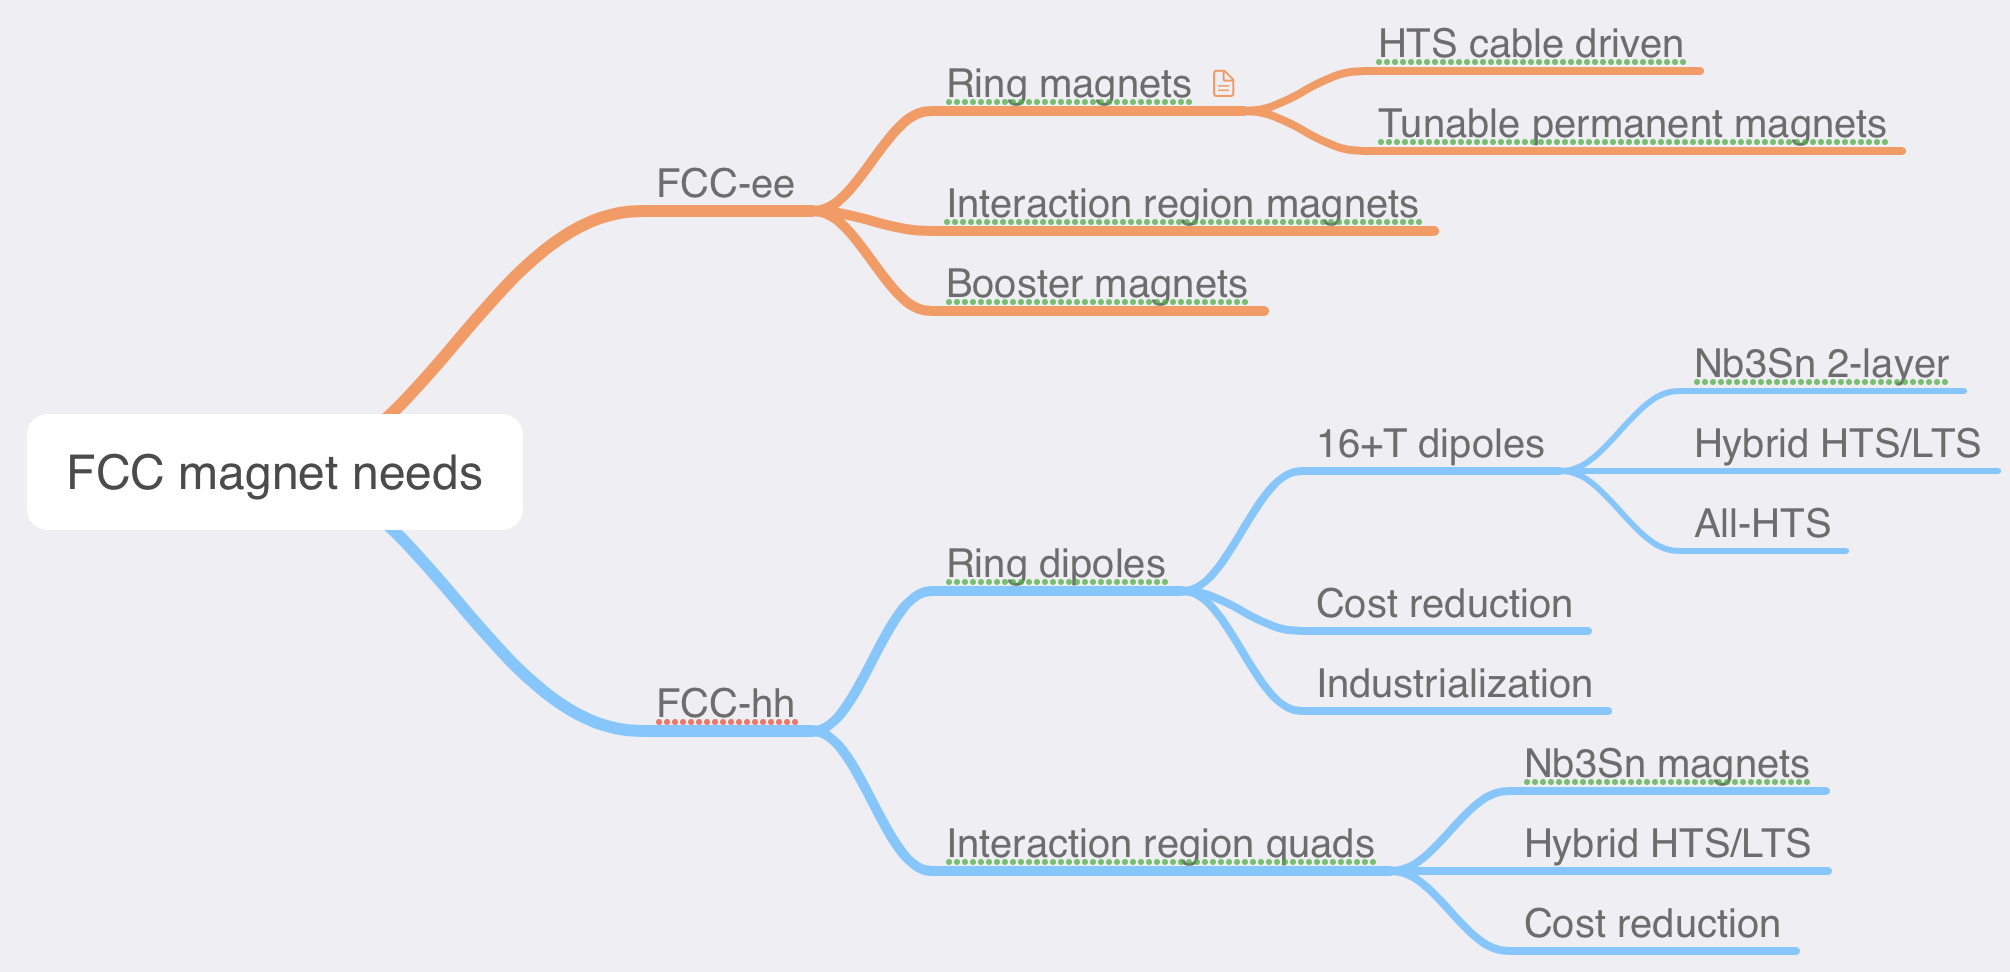 FCC magnet needs
FCC-ee
Ring magnets
HTS cable driven
Tunable permanent magnets
Interaction region magnets
Booster magnets
FCC-hh
Ring dipoles
16+T dipoles
Nb3Sn 2-layer
Hybrid HTS/LTS
All-HTS
Cost reduction
Industrialization
Interaction region quads
Nb3Sn magnets
Hybrid HTS/LTS
Cost reduction